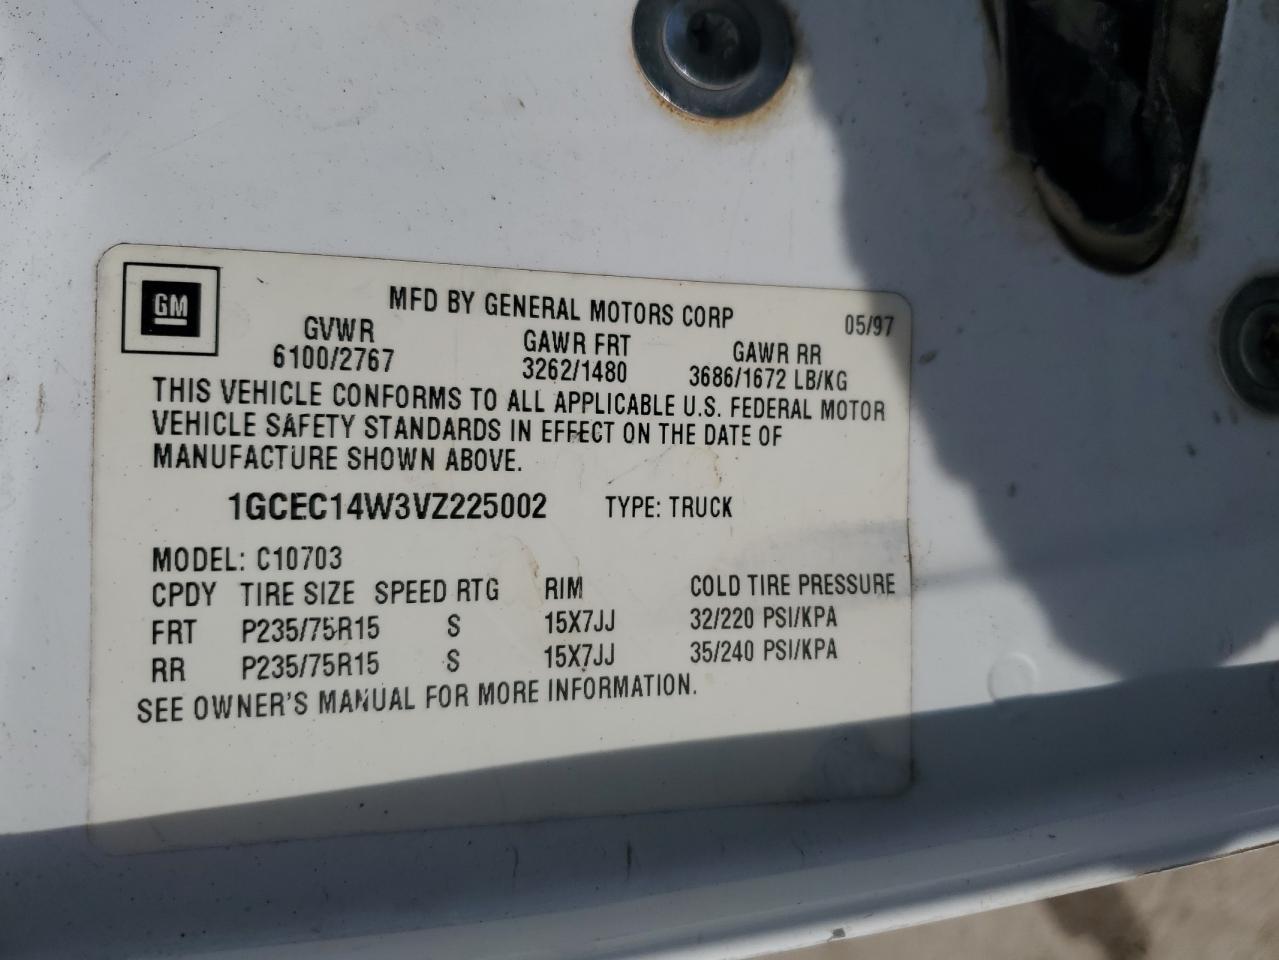 GM
MFD BY GENERAL MOTORS CORP 05/97
GVWR GAWR FRT GAWR RR
6100/2767 3262/1480 3686/1672 LB/KG
THIS VEHICLE CONFORMS TO ALL APPLICABLE U.S. FEDERAL MOTOR
VEHICLE SAFETY STANDARDS IN EFFECT ON THE DATE OF
MANUFACTURE SHOWN ABOVE.
1GCEC14W3VZ225002 TYPE: TRUCK
MODEL: C10703
CPDY TIRE SIZE SPEED RTG RIM COLD TIRE PRESSURE
FRT P235/75R15 S 15X7JJ 32/220 PSI/KPA
RR P235/75R15 S 15X7JJ 35/240 PSI/KPA
SEE OWNER'S MANUAL FOR MORE INFORMATION.